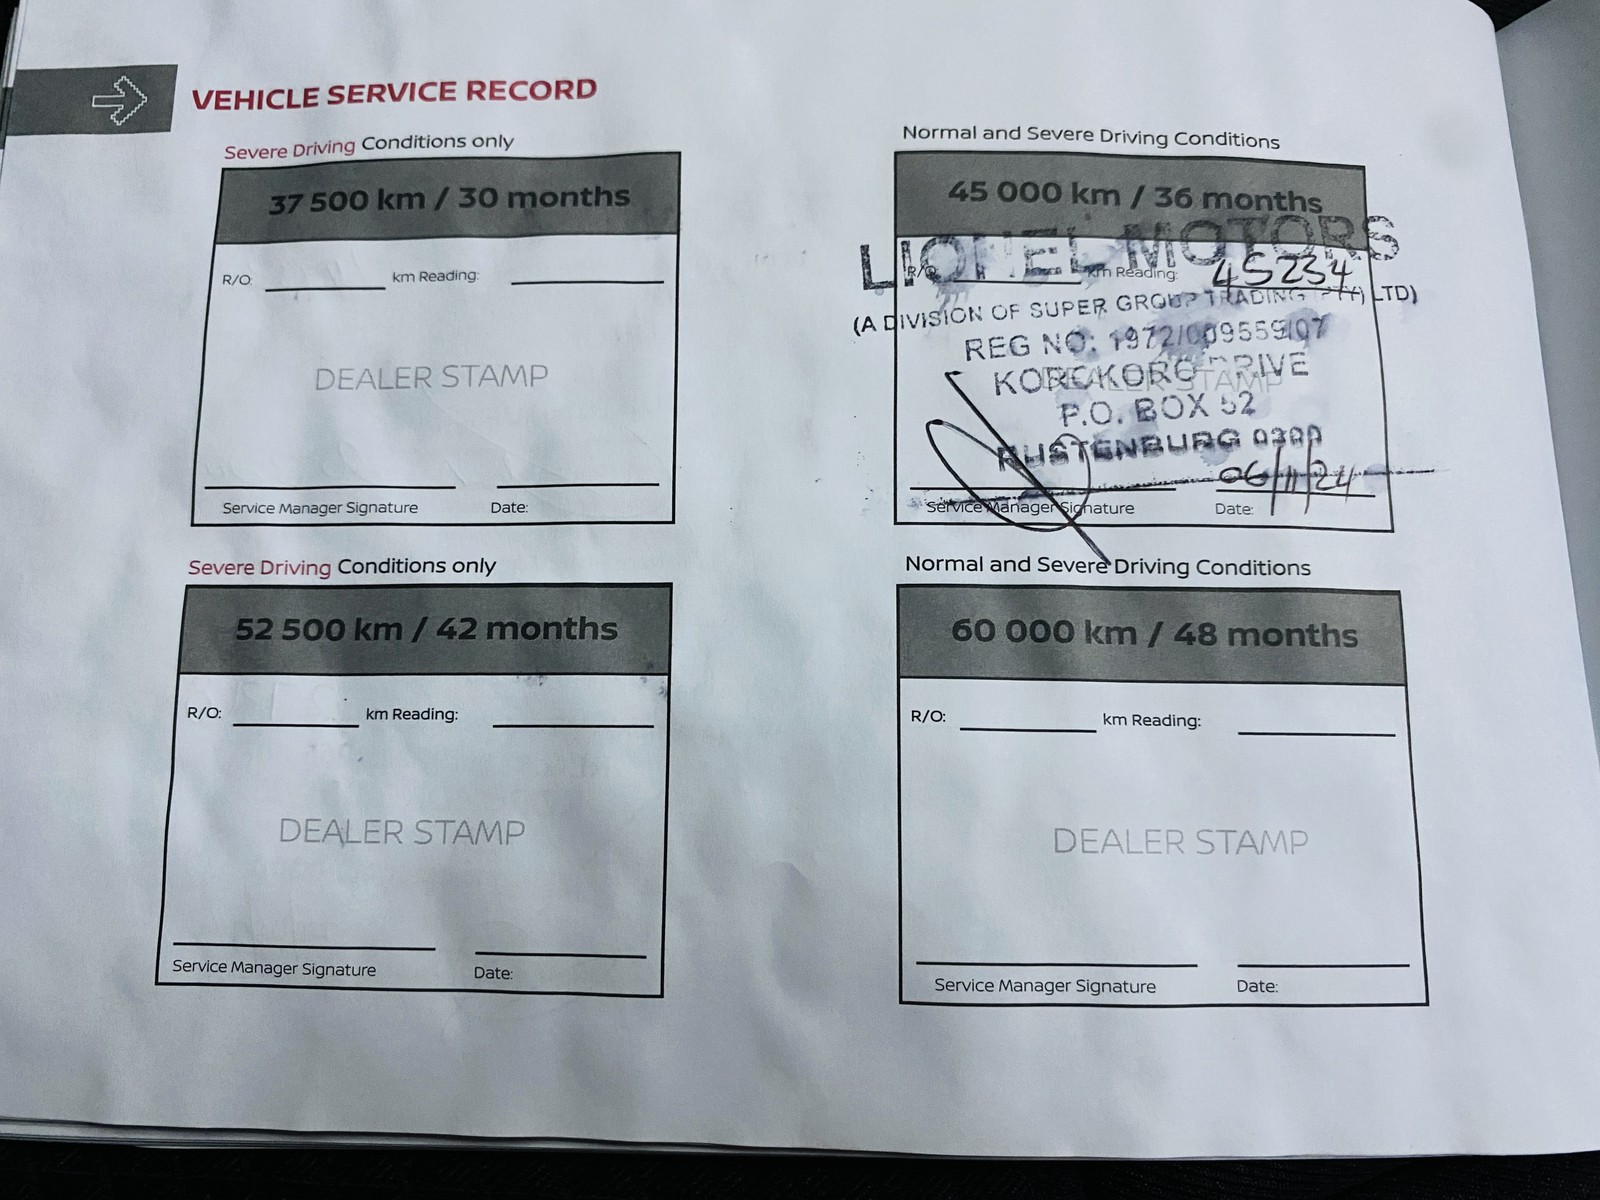 VEHICLE SERVICE RECORD
Severe Driving Conditions only
37 500 km / 30 months
R/O: km Reading:
DEALER STAMP
Service Manager Signature Date:
Normal and Severe Driving Conditions
45 000 km / 36 months
LIONEL MOTORS
R/O: km Reading: 45234
(A DIVISION OF SUPER GROUP TRADING (PTY) LTD)
REG NO: 1972/009559/07
KOROKORO DRIVE
DEALER STAMP
P.O. BOX 52
RUSTENBURG 0300
06/11/24
Service Manager Signature Date:
Severe Driving Conditions only
52 500 km / 42 months
R/O: km Reading:
DEALER STAMP
Service Manager Signature Date:
Normal and Severe Driving Conditions
60 000 km / 48 months
R/O: km Reading:
DEALER STAMP
Service Manager Signature Date: